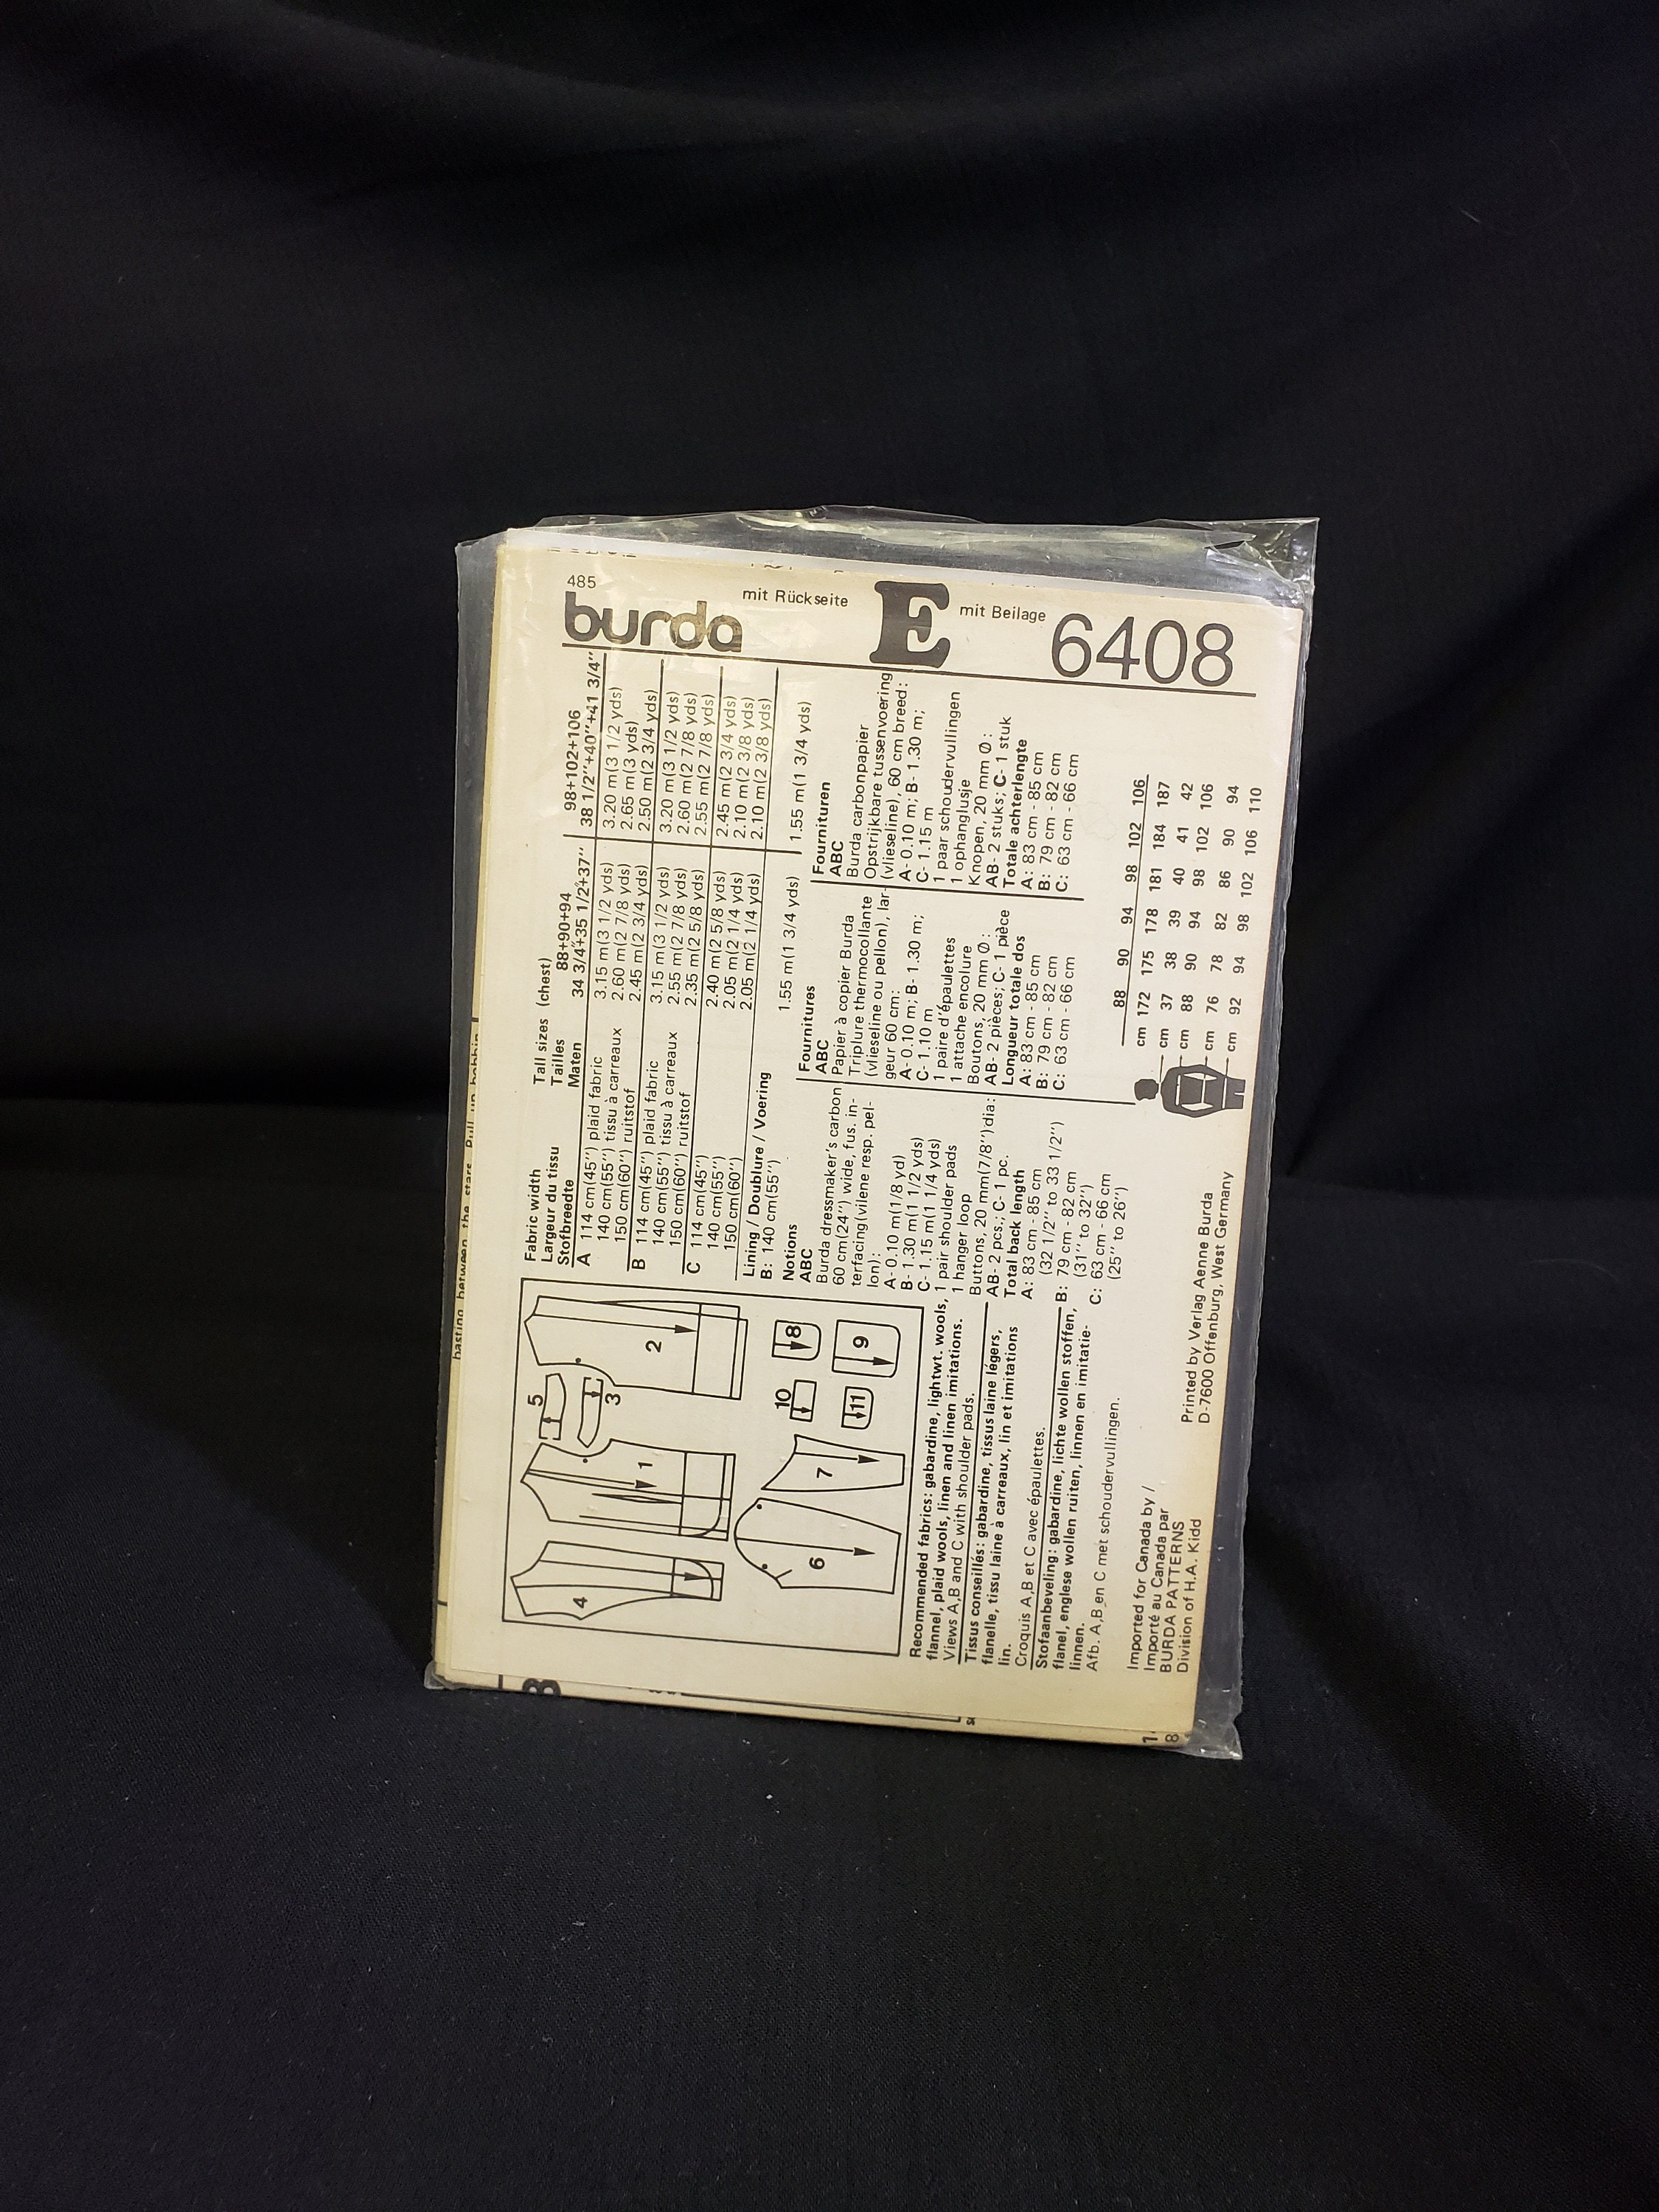 485
burda
mit Rückseite
E
mit Beilage
6408
Fabric width Tall sizes (chest)
Largeur du tissu Tailles 88+90+94 98+102+106
Stofbreedte Maten 34 3/4"+35 1/2"+37" 38 1/2"+40"+41 3/4"
A 114 cm(45") plaid fabric 3.15 m(3 1/2 yds) 3.20 m(3 1/2 yds)
140 cm(55") tissu à carreaux 2.60 m(2 7/8 yds) 2.65 m(3 yds)
150 cm(60") ruitstof 2.45 m(2 3/4 yds) 2.50 m(2 3/4 yds)
B 114 cm(45") plaid fabric 3.15 m(3 1/2 yds) 3.20 m(3 1/2 yds)
140 cm(55") tissu à carreaux 2.55 m(2 7/8 yds) 2.60 m(2 7/8 yds)
150 cm(60") ruitstof 2.35 m(2 5/8 yds) 2.55 m(2 7/8 yds)
C 114 cm(45") 2.40 m(2 5/8 yds) 2.45 m(2 3/4 yds)
140 cm(55") 2.05 m(2 1/4 yds) 2.10 m(2 3/8 yds)
150 cm(60") 2.05 m(2 1/4 yds) 2.10 m(2 3/8 yds)
Lining / Doublure / Voering
B: 140 cm(55") 1.55 m(1 3/4 yds) 1.55 m(1 3/4 yds)
Notions
ABC
Burda dressmaker's carbon
60 cm(24") wide, fus. in-
terfacing(vilene resp. pel-
lon):
A- 0.10 m(1/8 yd)
B- 1.30 m(1 1/2 yds)
C- 1.15 m(1 1/4 yds)
1 pair shoulder pads
1 hanger loop
Buttons, 20 mm(7/8")dia:
AB- 2 pcs.; C- 1 pc.
Total back length
A: 83 cm - 85 cm
(32 1/2" to 33 1/2")
B: 79 cm - 82 cm
(31" to 32")
C: 63 cm - 66 cm
(25" to 26")
Fournitures
ABC
Papier à copier Burda
Triplure thermocollante
(vlieseline ou pellon), lar-
geur 60 cm:
A- 0.10 m; B- 1.30 m;
C- 1.10 m
1 paire d'épaulettes
1 attache encolure
Boutons, 20 mm Ø:
AB- 2 pièces; C- 1 pièce
Longueur totale dos
A: 83 cm - 85 cm
B: 79 cm - 82 cm
C: 63 cm - 66 cm
Fournituren
ABC
Burda carbonpapier
Opstrijkbare tussenvoering
(vlieseline), 60 cm breed:
A- 0.10 m; B- 1.30 m;
C- 1.15 m
1 paar schoudervullingen
1 ophanglusje
Knopen, 20 mm Ø:
AB- 2 stuks; C- 1 stuk
Totale achterlengte
A: 83 cm - 85 cm
B: 79 cm - 82 cm
C: 63 cm - 66 cm
88 90 94 98 102 106
cm 172 175 178 181 184 187
cm 37 38 39 40 41 42
cm 88 90 94 98 102 106
cm 76 78 82 86 90 94
cm 92 94 98 102 106 110
4
1
5
3
2
6
7
10
8
11
9
Recommended fabrics: gabardine, lightwt. wools,
flannel, plaid wools, linen and linen imitations.
Views A,B and C with shoulder pads.
Tissus conseillés: gabardine, tissus laine légers,
flanelle, tissu laine à carreaux, lin et imitations
lin.
Croquis A,B et C avec épaulettes.
Stofaanbeveling: gabardine, lichte wollen stoffen,
flanel, englese wollen ruiten, linnen en imitatie-
linnen.
Afb. A,B en C met schoudervullingen.
Imported for Canada by /
Importé au Canada par
BURDA PATTERNS
Division of H.A. Kidd
Printed by Verlag Aenne Burda
D-7600 Offenburg, West Germany
basting between the stars. Pull up bobbin
8